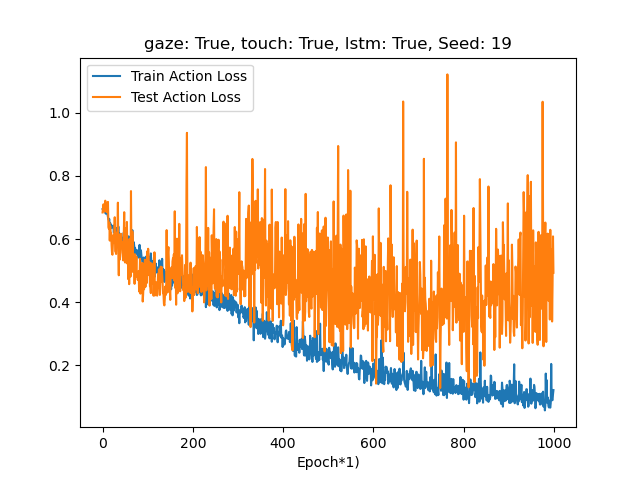 gaze: True, touch: True, lstm: True, Seed: 19
Train Action Loss
Test Action Loss
1.0
0.8
0.6
0.4
0.2
0 200 400 600 800 1000
Epoch*1)